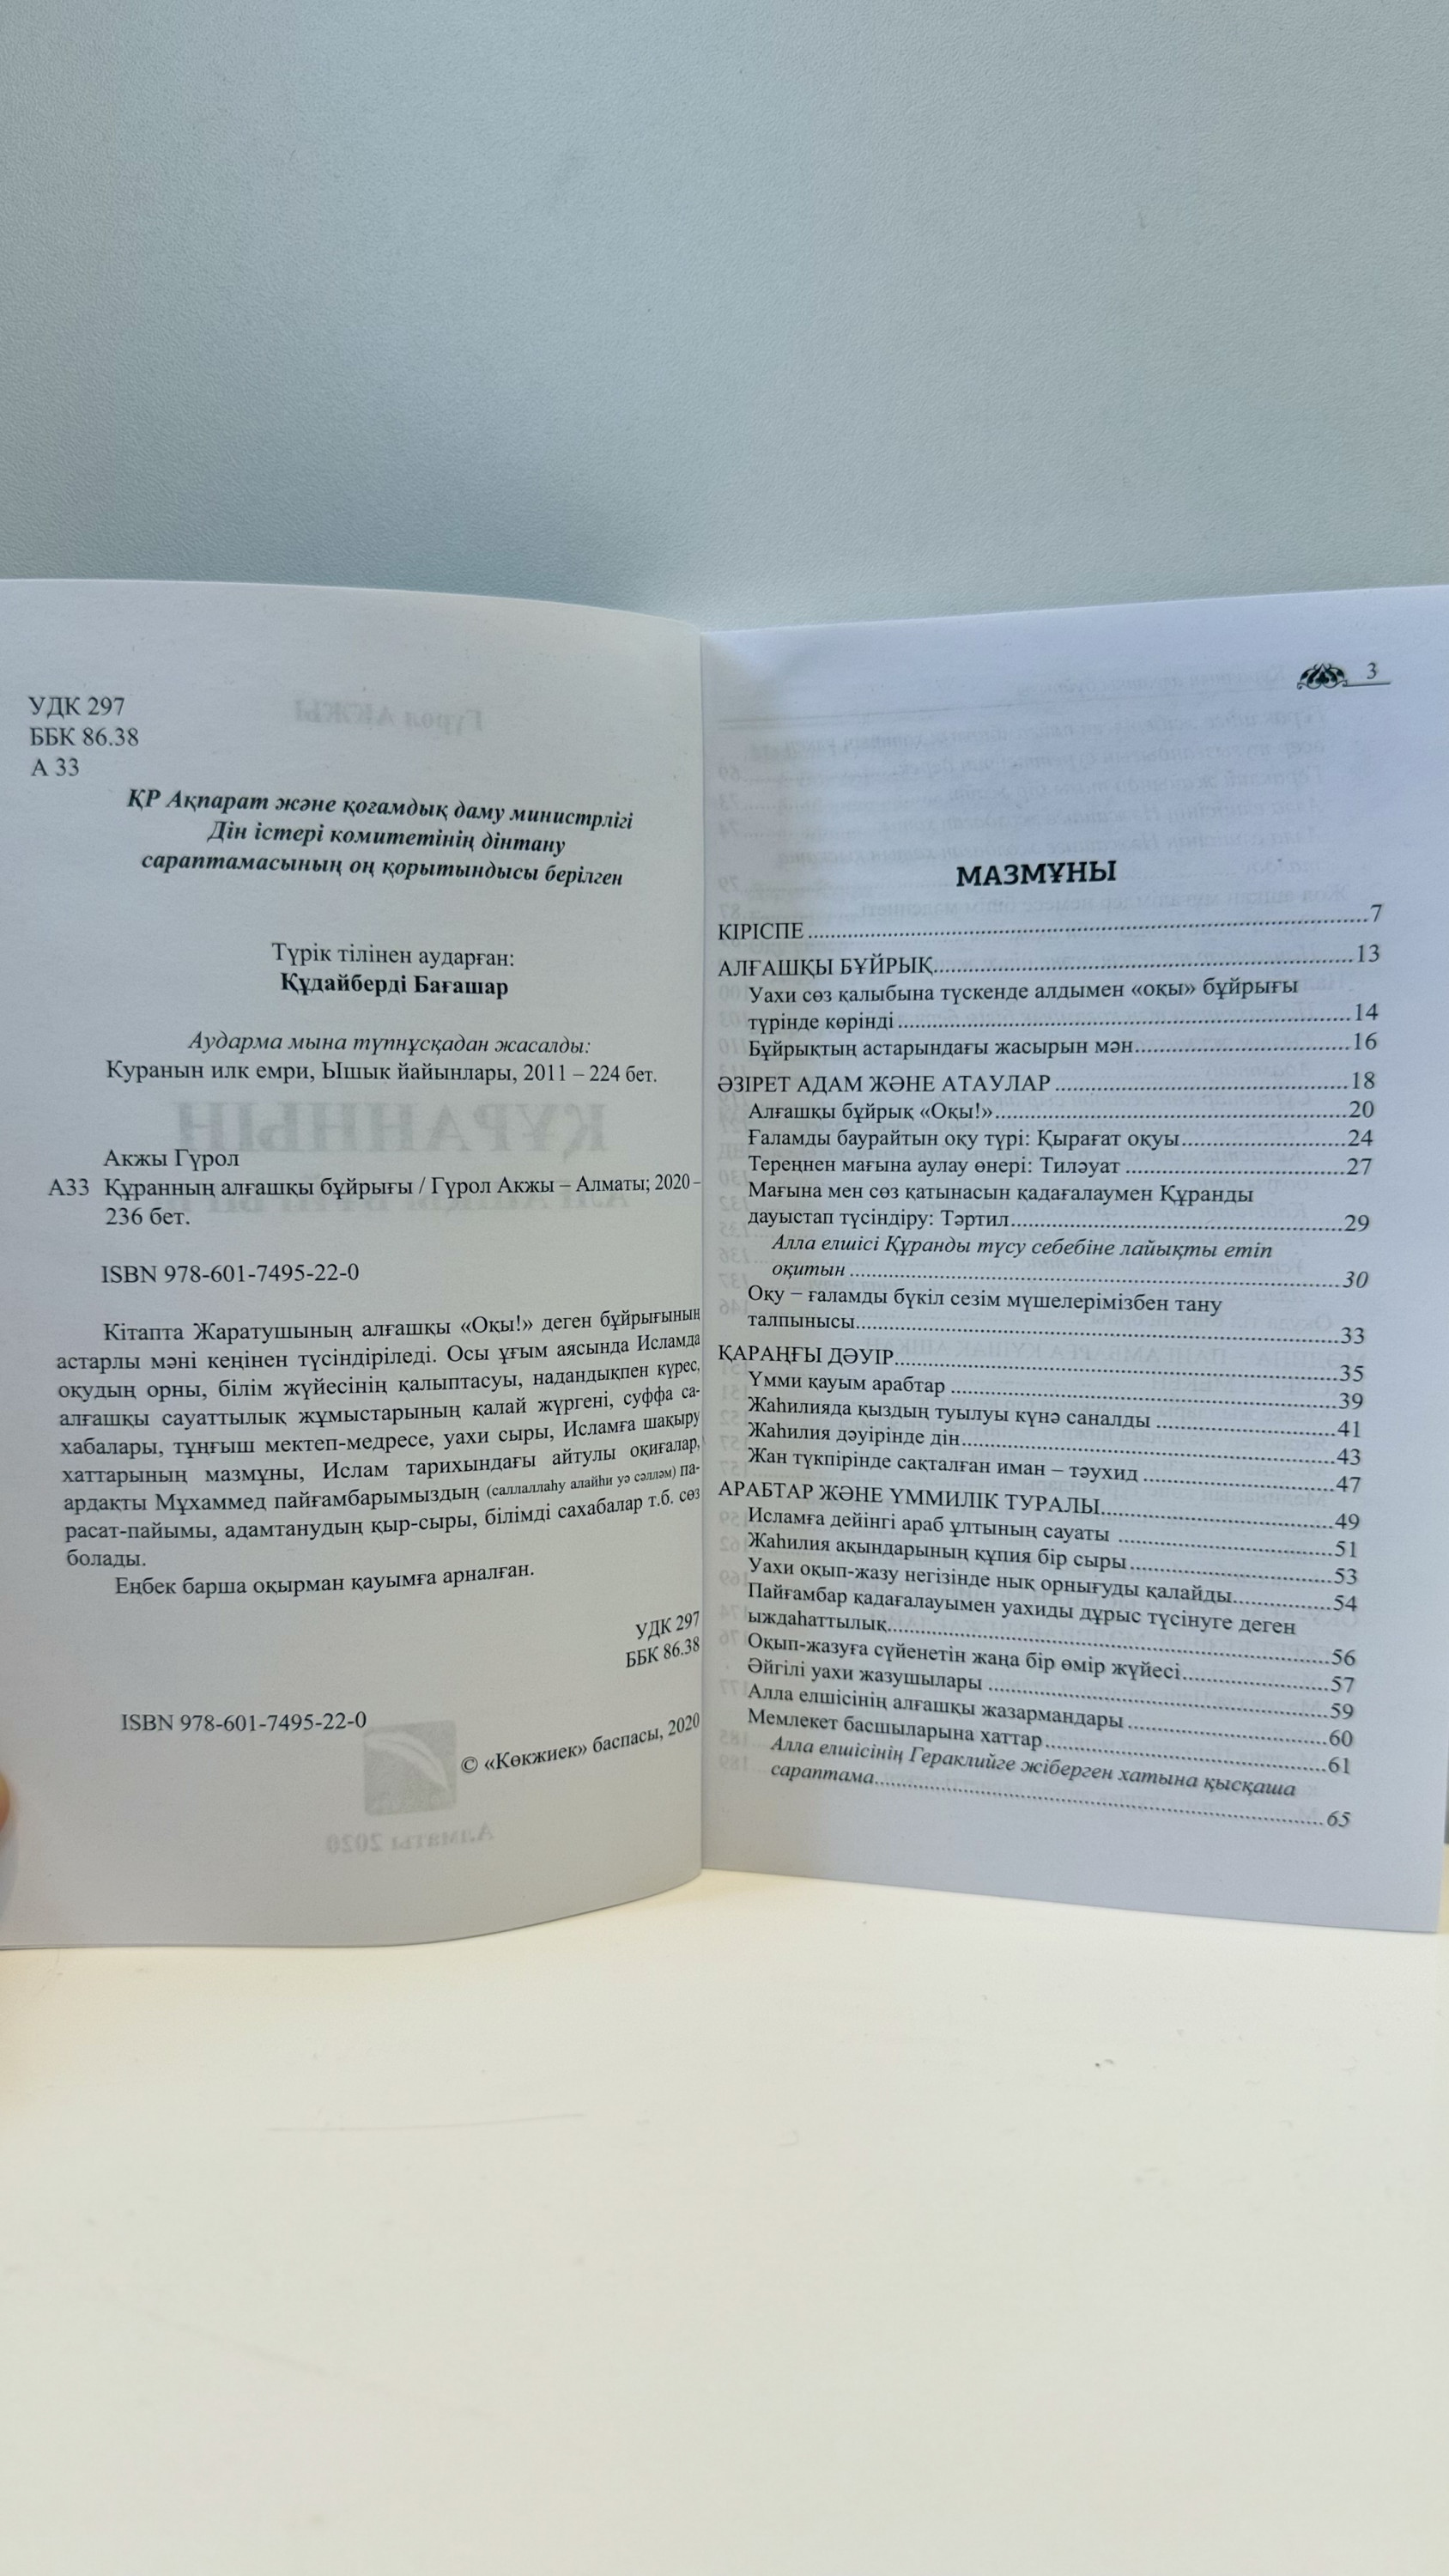 УДК 297
ББК 86.38
А 33
ҚР Ақпарат және қоғамдық даму министрлігі
Дін істері комитетінің дінтану
сараптамасының оң қорытындысы берілген
Түрік тілінен аударған:
Құдайберді Бағашар
Аударма мына түпнұсқадан жасалды:
Куранын илк емри, Ышык йайынлары, 2011 – 224 бет.
Акжы Гүрол
А33 Құранның алғашқы бұйрығы / Гүрол Акжы – Алматы; 2020 –
236 бет.
ISBN 978-601-7495-22-0
Кітапта Жаратушының алғашқы «Оқы!» деген бұйрығының
астарлы мәні кеңінен түсіндіріледі. Осы ұғым аясында Исламда
оқудың орны, білім жүйесінің қалыптасуы, надандықпен күрес,
алғашқы сауаттылық жұмыстарының қалай жүргені, суффа са-
хабалары, тұңғыш мектеп-медресе, уахи сыры, Исламға шақыру
хаттарының мазмұны, Ислам тарихындағы айтулы оқиғалар,
ардақты Мұхаммед пайғамбарымыздың (саллаллаһу алайһи уә сәлләм) па-
расат-пайымы, адамтанудың қыр-сыры, білімді сахабалар т.б. сөз
болады.
Еңбек барша оқырман қауымға арналған.
УДК 297
ББК 86.38
ISBN 978-601-7495-22-0
© «Көкжиек» баспасы, 2020
3
МАЗМҰНЫ
КІРІСПЕ..........7
АЛҒАШҚЫ БҰЙРЫҚ..........13
Уахи сөз қалыбына түскенде алдымен «оқы» бұйрығы
түрінде көрінді..........14
Бұйрықтың астарындағы жасырын мән..........16
ӘЗІРЕТ АДАМ ЖӘНЕ АТАУЛАР..........18
Алғашқы бұйрық «Оқы!»..........20
Ғаламды баурайтын оқу түрі: Қырағат оқуы..........24
Тереңнен мағына аулау өнері: Тиләуат..........27
Мағына мен сөз қатынасын қадағалаумен Құранды
дауыстап түсіндіру: Тәртил..........29
Алла елшісі Құранды түсу себебіне лайықты етіп
оқитын..........30
Оқу – ғаламды бүкіл сезім мүшелерімізбен тану
талпынысы..........33
ҚАРАҢҒЫ ДӘУІР..........35
Үмми қауым арабтар..........39
Жаһилияда қыздың туылуы күнә саналды..........41
Жаһилия дәуірінде дін..........43
Жан түкпірінде сақталған иман – тәухид..........47
АРАБТАР ЖӘНЕ ҮММИЛІК ТУРАЛЫ..........49
Исламға дейінгі араб ұлтының сауаты..........51
Жаһилия ақындарының құпия бір сыры..........53
Уахи оқып-жазу негізінде нық орнығуды қалайды..........54
Пайғамбар қадағалауымен уахиды дұрыс түсінуге деген
ыждаһаттылық..........56
Оқып-жазуға сүйенетін жаңа бір өмір жүйесі..........57
Әйгілі уахи жазушылары..........59
Алла елшісінің алғашқы жазармандары..........60
Мемлекет басшыларына хаттар..........61
Алла елшісінің Гераклийге жіберген хатына қысқаша
сараптама..........65